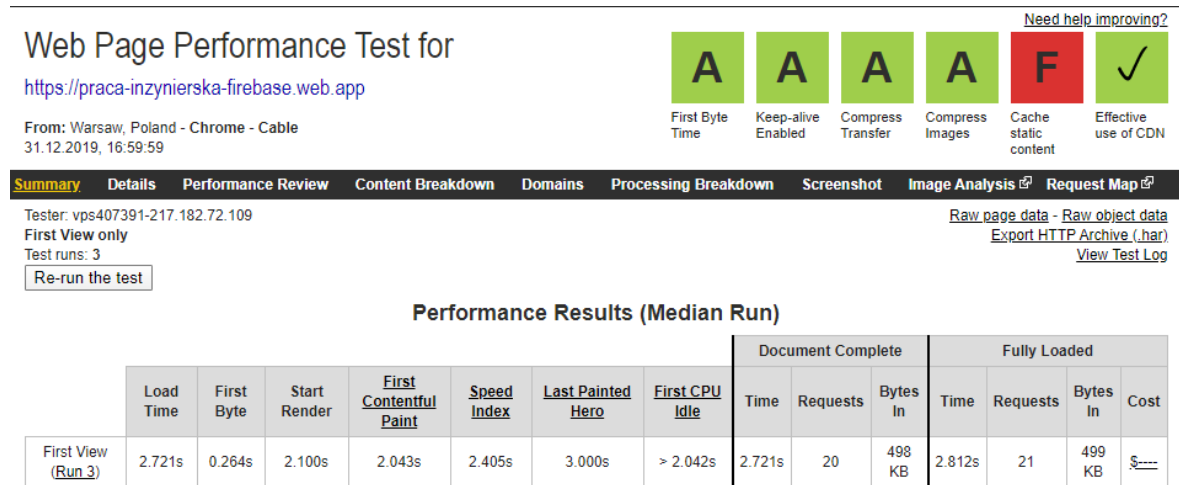 Need help improving?
Web Page Performance Test for
https://praca-inzynierska-firebase.web.app
From: Warsaw, Poland - Chrome - Cable
31.12.2019, 16:59:59
A A A A F ✓
First Byte Time Keep-alive Enabled Compress Transfer Compress Images Cache static content Effective use of CDN
Summary Details Performance Review Content Breakdown Domains Processing Breakdown Screenshot Image Analysis Request Map
Tester: vps407391-217.182.72.109
First View only
Test runs: 3
Re-run the test
Raw page data - Raw object data
Export HTTP Archive (.har)
View Test Log
Performance Results (Median Run)
Document Complete Fully Loaded
Load Time First Byte Start Render First Contentful Paint Speed Index Last Painted Hero First CPU Idle Time Requests Bytes In Time Requests Bytes In Cost
First View (Run 3) 2.721s 0.264s 2.100s 2.043s 2.405s 3.000s > 2.042s 2.721s 20 498 KB 2.812s 21 499 KB $----